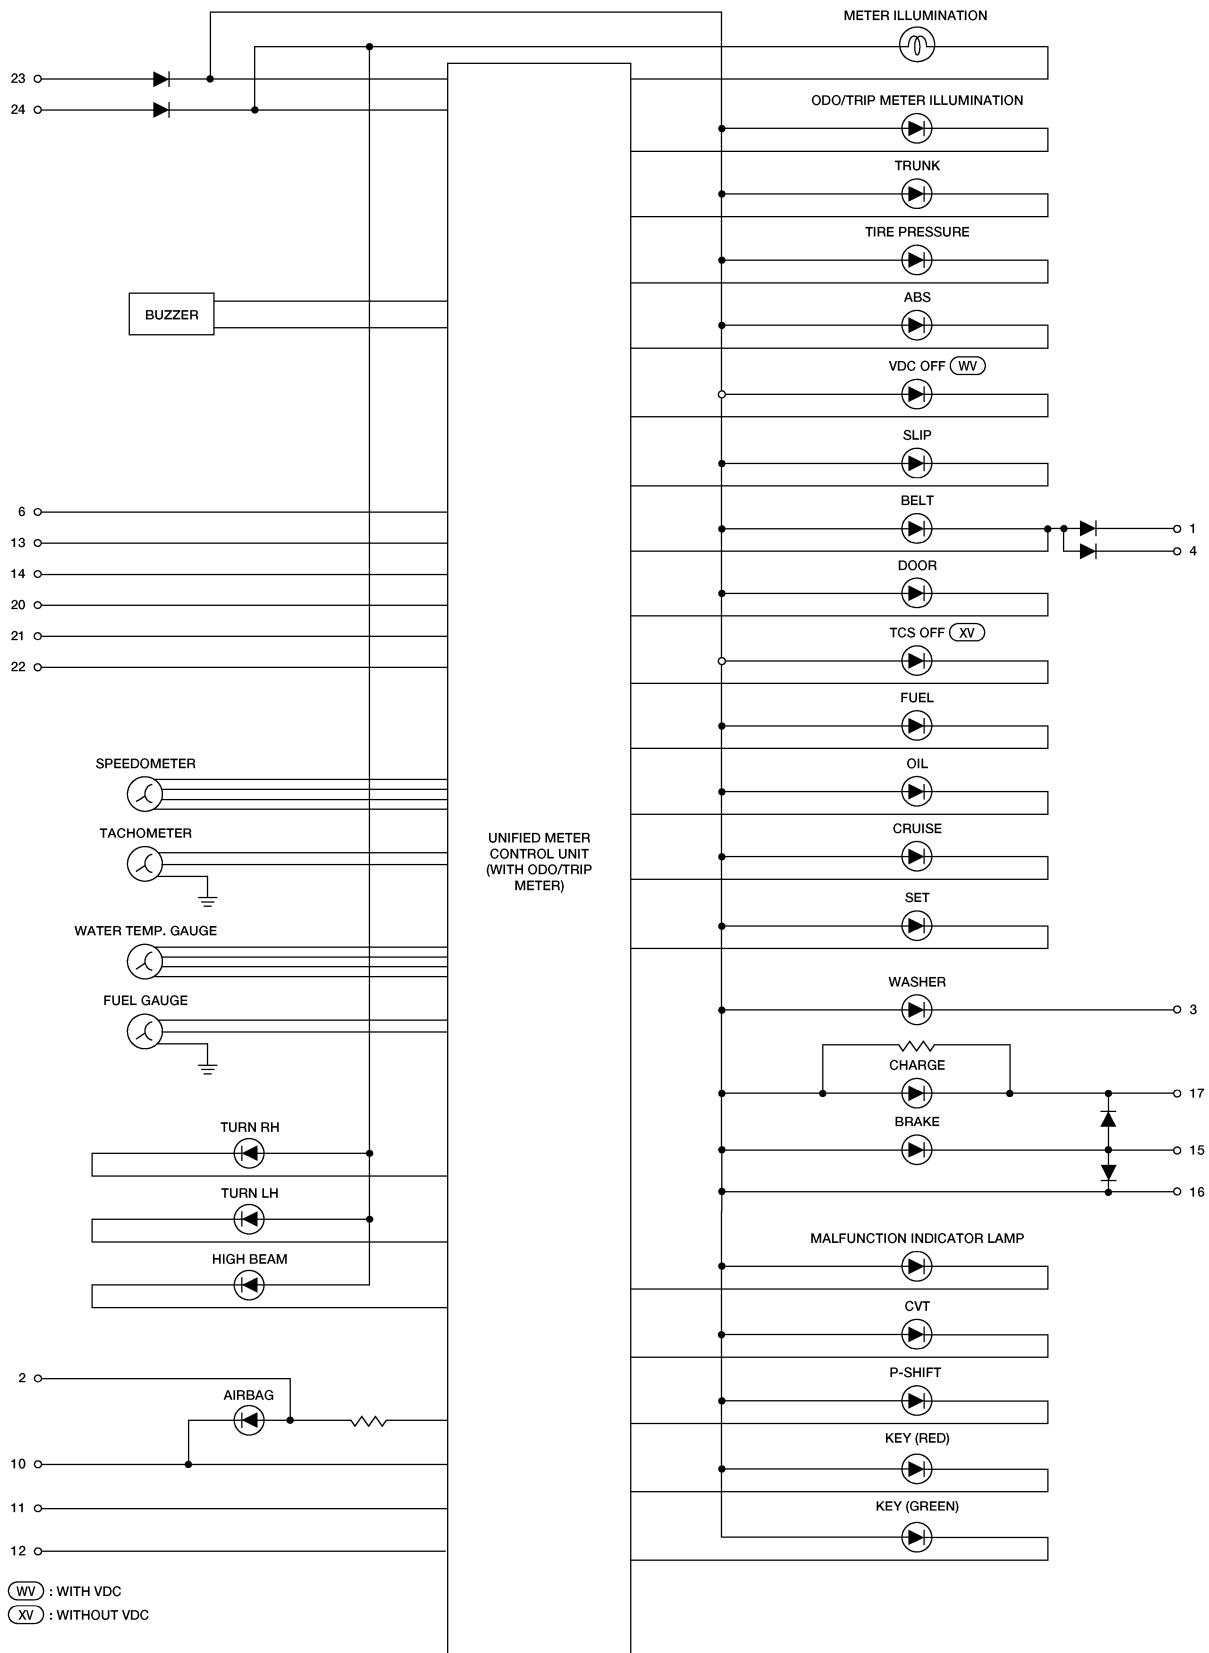 METER ILLUMINATION
23
24
ODO/TRIP METER ILLUMINATION
TRUNK
TIRE PRESSURE
ABS
BUZZER
VDC OFF WV
SLIP
BELT
1
4
6
13
14
20
21
22
DOOR
TCS OFF XV
FUEL
OIL
CRUISE
SET
SPEEDOMETER
TACHOMETER
WATER TEMP. GAUGE
FUEL GAUGE
UNIFIED METER
CONTROL UNIT
(WITH ODO/TRIP
METER)
WASHER
3
CHARGE
17
BRAKE
15
16
TURN RH
TURN LH
HIGH BEAM
MALFUNCTION INDICATOR LAMP
CVT
P-SHIFT
KEY (RED)
KEY (GREEN)
2
AIRBAG
10
11
12
WV : WITH VDC
XV : WITHOUT VDC